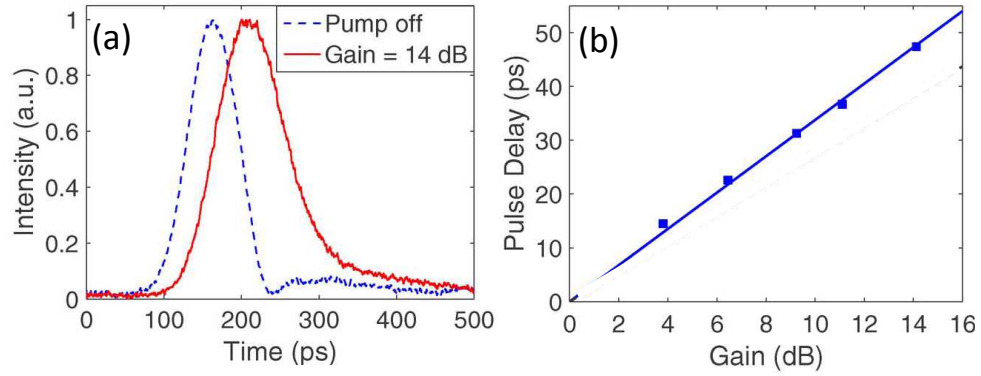 (a)
Pump off
Gain = 14 dB
Intensity (a.u.)
1
0.8
0.6
0.4
0.2
0
0 100 200 300 400 500
Time (ps)
(b)
Pulse Delay (ps)
50
40
30
20
10
0
0 2 4 6 8 10 12 14 16
Gain (dB)